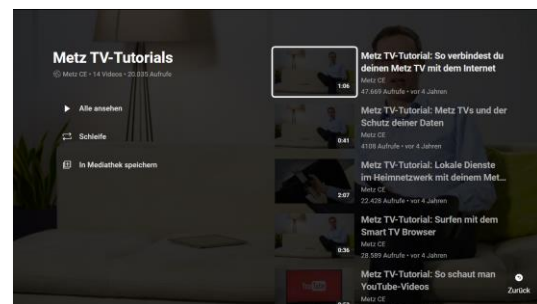 Metz TV-Tutorials
Metz CE • 14 Videos • 20.035 Aufrufe
Alle ansehen
Schleife
In Mediathek speichern
1:06
Metz TV-Tutorial: So verbindest du
deinen Metz TV mit dem Internet
Metz CE
47.669 Aufrufe • vor 4 Jahren
0:41
Metz TV-Tutorial: Metz TVs und der
Schutz deiner Daten
Metz CE
4108 Aufrufe • vor 4 Jahren
2:07
Metz TV-Tutorial: Lokale Dienste
im Heimnetzwerk mit deinem Met...
Metz CE
22.428 Aufrufe • vor 4 Jahren
0:36
Metz TV-Tutorial: Surfen mit dem
Smart TV Browser
Metz CE
28.589 Aufrufe • vor 4 Jahren
YouTube
Metz TV-Tutorial: So schaut man
YouTube-Videos
Metz CE
Zurück